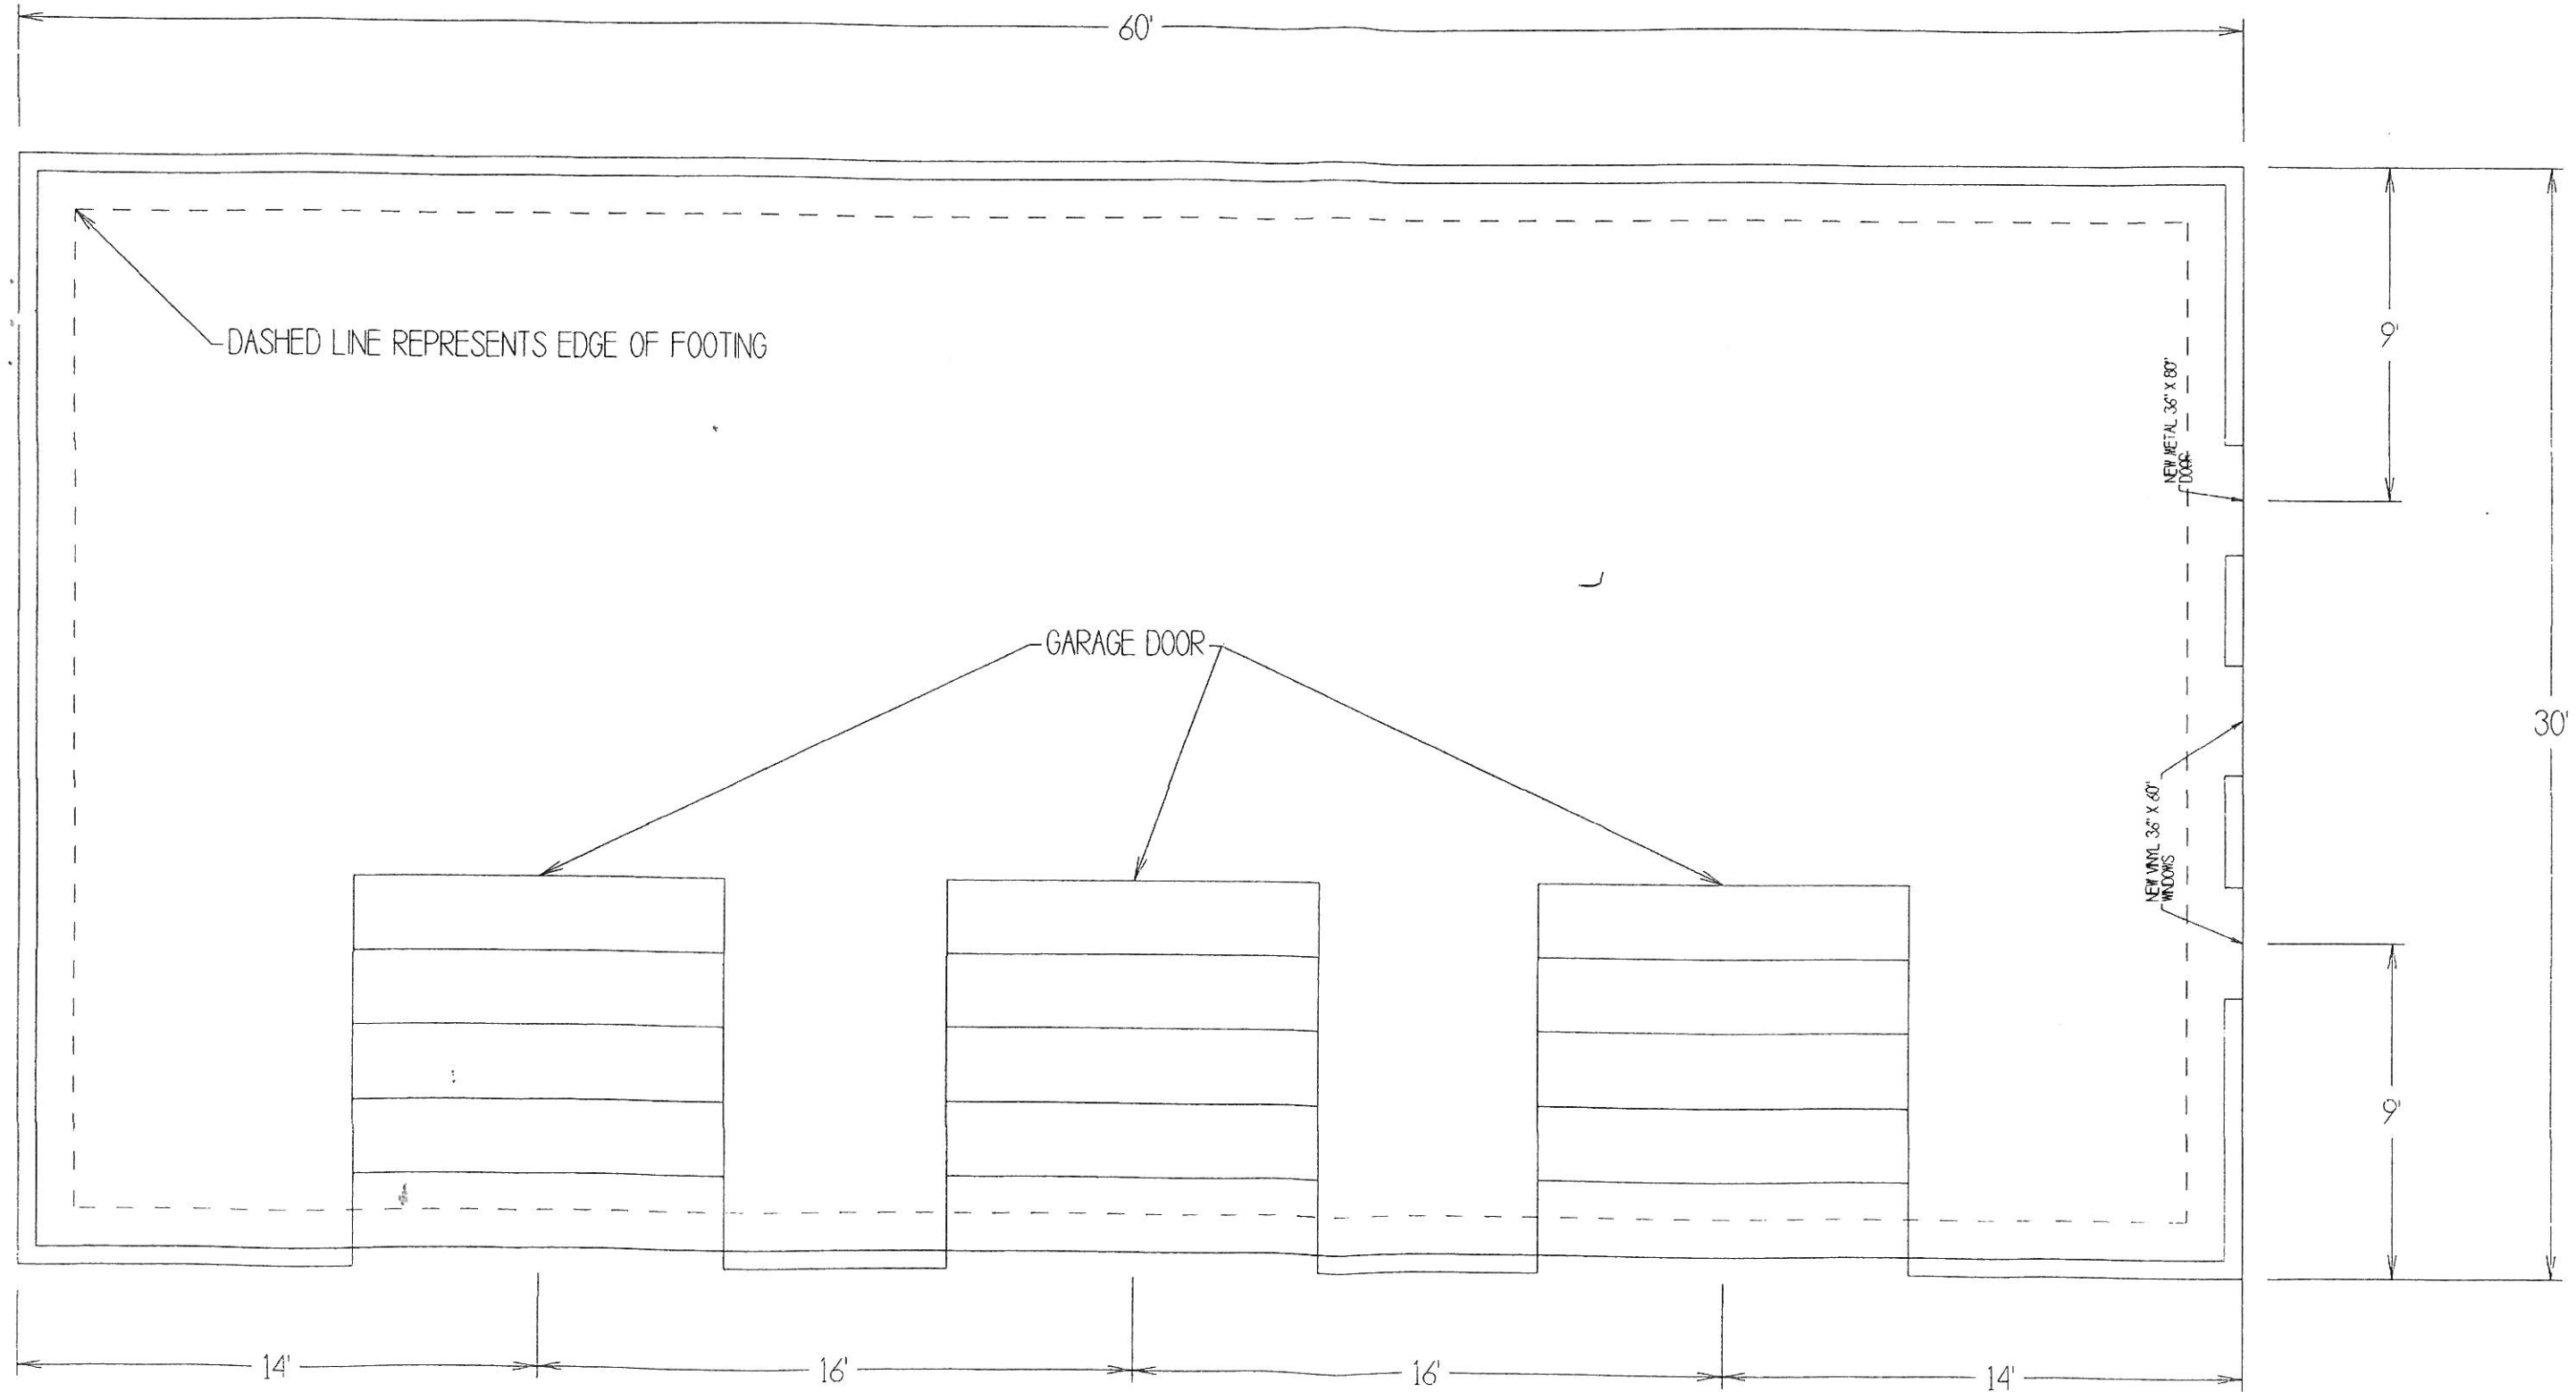 60'
DASHED LINE REPRESENTS EDGE OF FOOTING
9'
NEW METAL 36" X 80"
DOOR
GARAGE DOOR
30'
NEW VINYL 36" X 60"
WINDOWS
9'
14'
16'
16'
14'